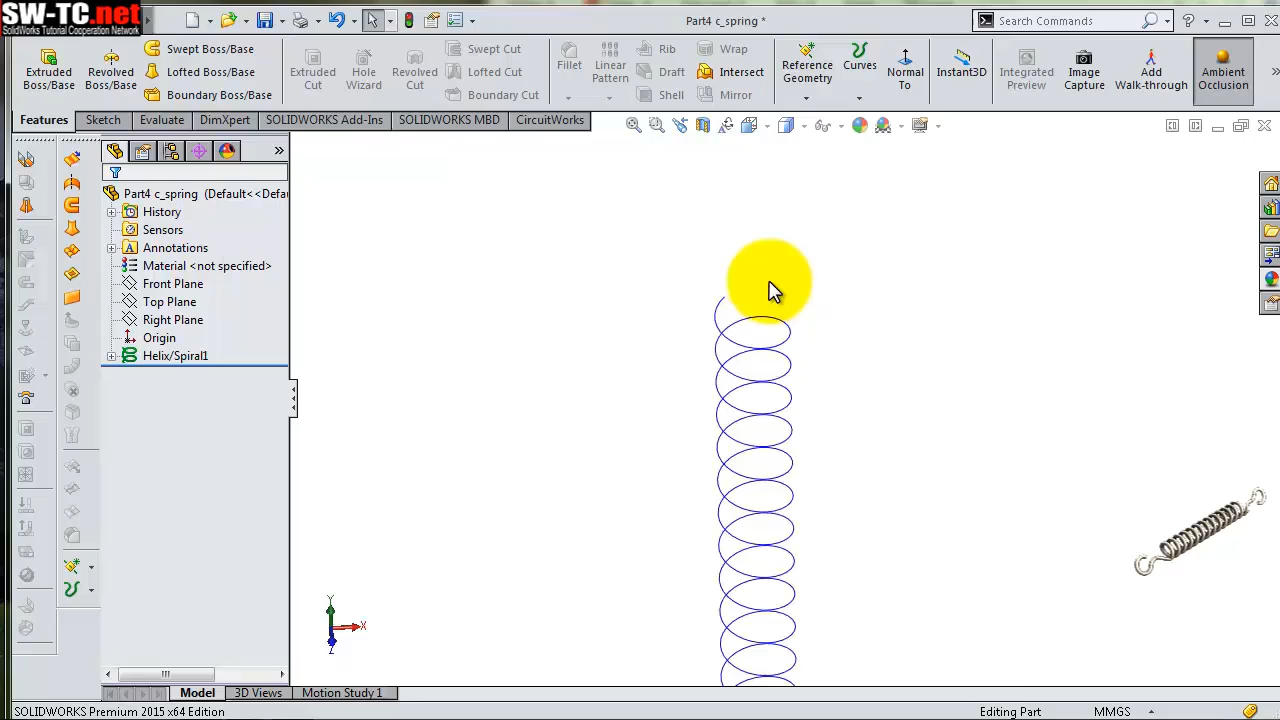 SW-TC.net
SolidWorks Tutorial Cooperation Network
Part4 c_spring *
Search Commands
Extruded Boss/Base
Revolved Boss/Base
Swept Boss/Base
Lofted Boss/Base
Boundary Boss/Base
Extruded Cut
Hole Wizard
Revolved Cut
Swept Cut
Lofted Cut
Boundary Cut
Fillet
Linear Pattern
Rib
Draft
Shell
Wrap
Intersect
Mirror
Reference Geometry
Curves
Normal To
Instant3D
Integrated Preview
Image Capture
Add Walk-through
Ambient Occlusion
Features
Sketch
Evaluate
DimXpert
SOLIDWORKS Add-Ins
SOLIDWORKS MBD
CircuitWorks
Part4 c_spring (Default<<Defau
History
Sensors
Annotations
Material <not specified>
Front Plane
Top Plane
Right Plane
Origin
Helix/Spiral1
Y
X
Z
Model
3D Views
Motion Study 1
SOLIDWORKS Premium 2015 x64 Edition
Editing Part
MMGS